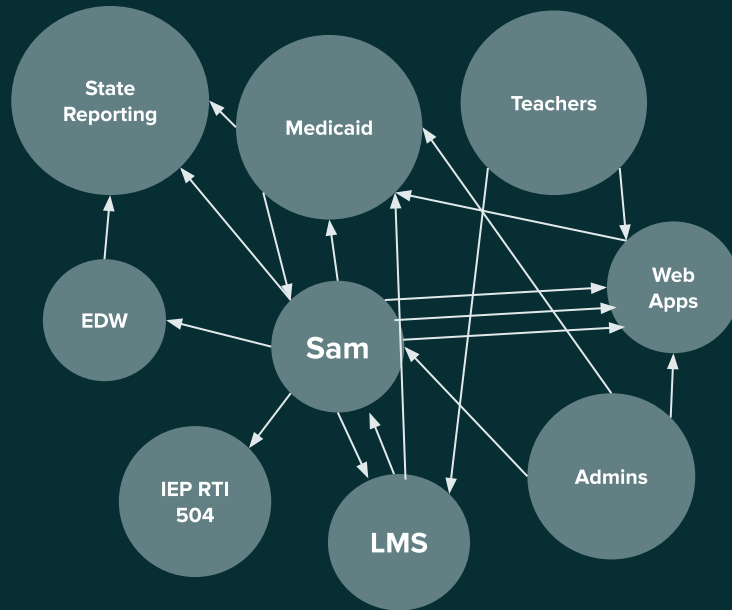 State
Reporting
Medicaid
Teachers
Web
Apps
EDW
Sam
Admins
IEP RTI
504
LMS